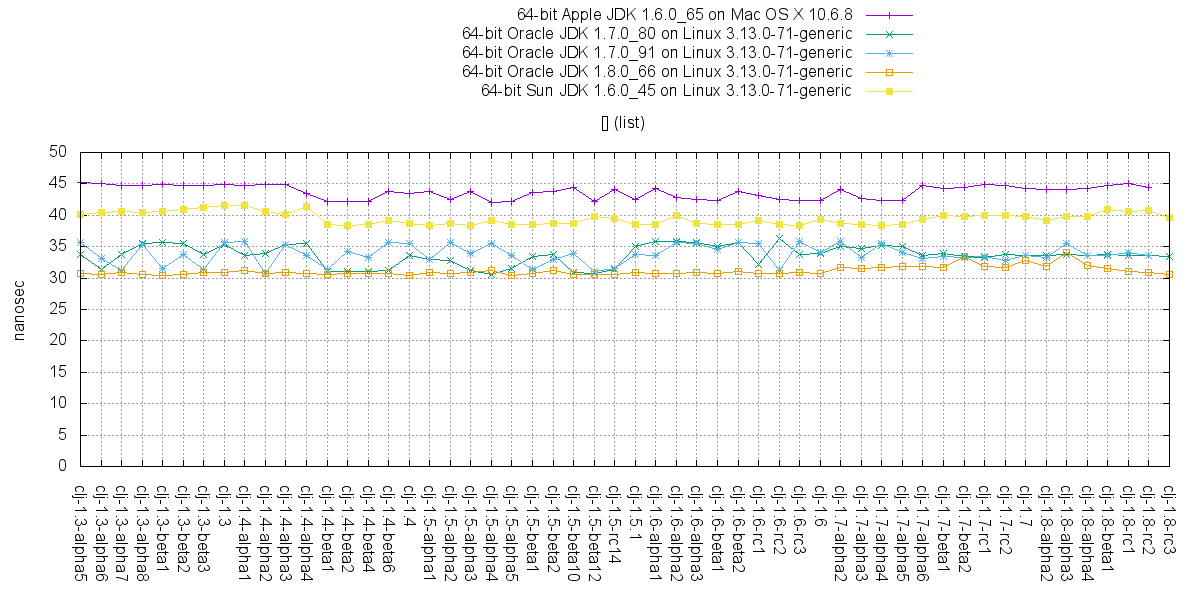 64-bit Apple JDK 1.6.0_65 on Mac OS X 10.6.8
64-bit Oracle JDK 1.7.0_80 on Linux 3.13.0-71-generic
64-bit Oracle JDK 1.7.0_91 on Linux 3.13.0-71-generic
64-bit Oracle JDK 1.8.0_66 on Linux 3.13.0-71-generic
64-bit Sun JDK 1.6.0_45 on Linux 3.13.0-71-generic
[] (list)
50
45
40
35
30
25
20
15
10
5
0
nanosec
clj-1.3-alpha5
clj-1.3-alpha6
clj-1.3-alpha7
clj-1.3-alpha8
clj-1.3-beta1
clj-1.3-beta2
clj-1.3-beta3
clj-1.3
clj-1.4-alpha1
clj-1.4-alpha2
clj-1.4-alpha3
clj-1.4-alpha4
clj-1.4-beta1
clj-1.4-beta2
clj-1.4-beta4
clj-1.4-beta6
clj-1.4
clj-1.5-alpha1
clj-1.5-alpha2
clj-1.5-alpha3
clj-1.5-alpha4
clj-1.5-alpha5
clj-1.5-beta1
clj-1.5-beta2
clj-1.5-beta10
clj-1.5-beta12
clj-1.5-rc14
clj-1.5.1
clj-1.6-alpha1
clj-1.6-alpha2
clj-1.6-alpha3
clj-1.6-beta1
clj-1.6-beta2
clj-1.6-rc1
clj-1.6-rc2
clj-1.6-rc3
clj-1.6
clj-1.7-alpha2
clj-1.7-alpha3
clj-1.7-alpha4
clj-1.7-alpha5
clj-1.7-alpha6
clj-1.7-beta1
clj-1.7-beta2
clj-1.7-rc1
clj-1.7-rc2
clj-1.7
clj-1.8-alpha2
clj-1.8-alpha3
clj-1.8-alpha4
clj-1.8-beta1
clj-1.8-rc1
clj-1.8-rc2
clj-1.8-rc3